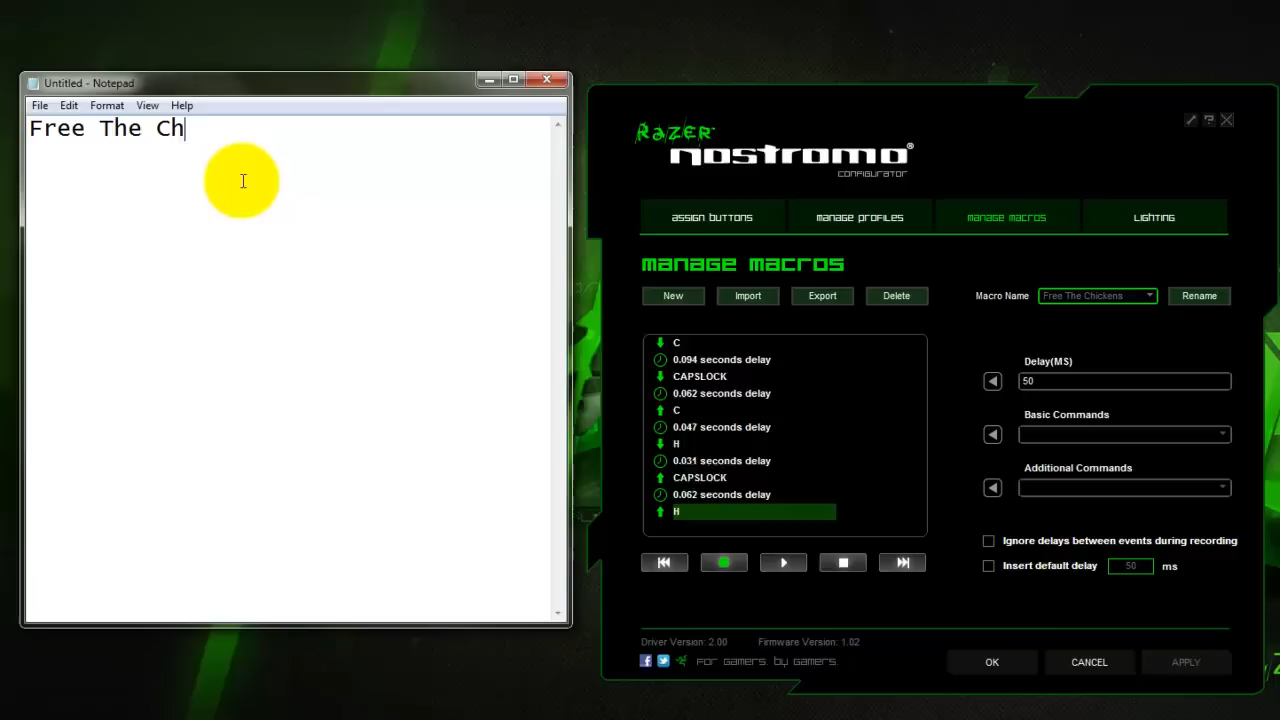 Untitled - Notepad
File Edit Format View Help
Free The Ch
RAZER
nostromo®
configurator
assign buttons
manage profiles
manage macros
Lighting
manage macros
New
Import
Export
Delete
Macro Name
Free The Chickens
Rename
C
0.094 seconds delay
CAPSLOCK
0.062 seconds delay
C
0.047 seconds delay
H
0.031 seconds delay
CAPSLOCK
0.062 seconds delay
H
Delay(MS)
50
Basic Commands
Additional Commands
Ignore delays between events during recording
Insert default delay 50 ms
Driver Version: 2.00 Firmware Version: 1.02
For gamers. by gamers.
OK
CANCEL
APPLY